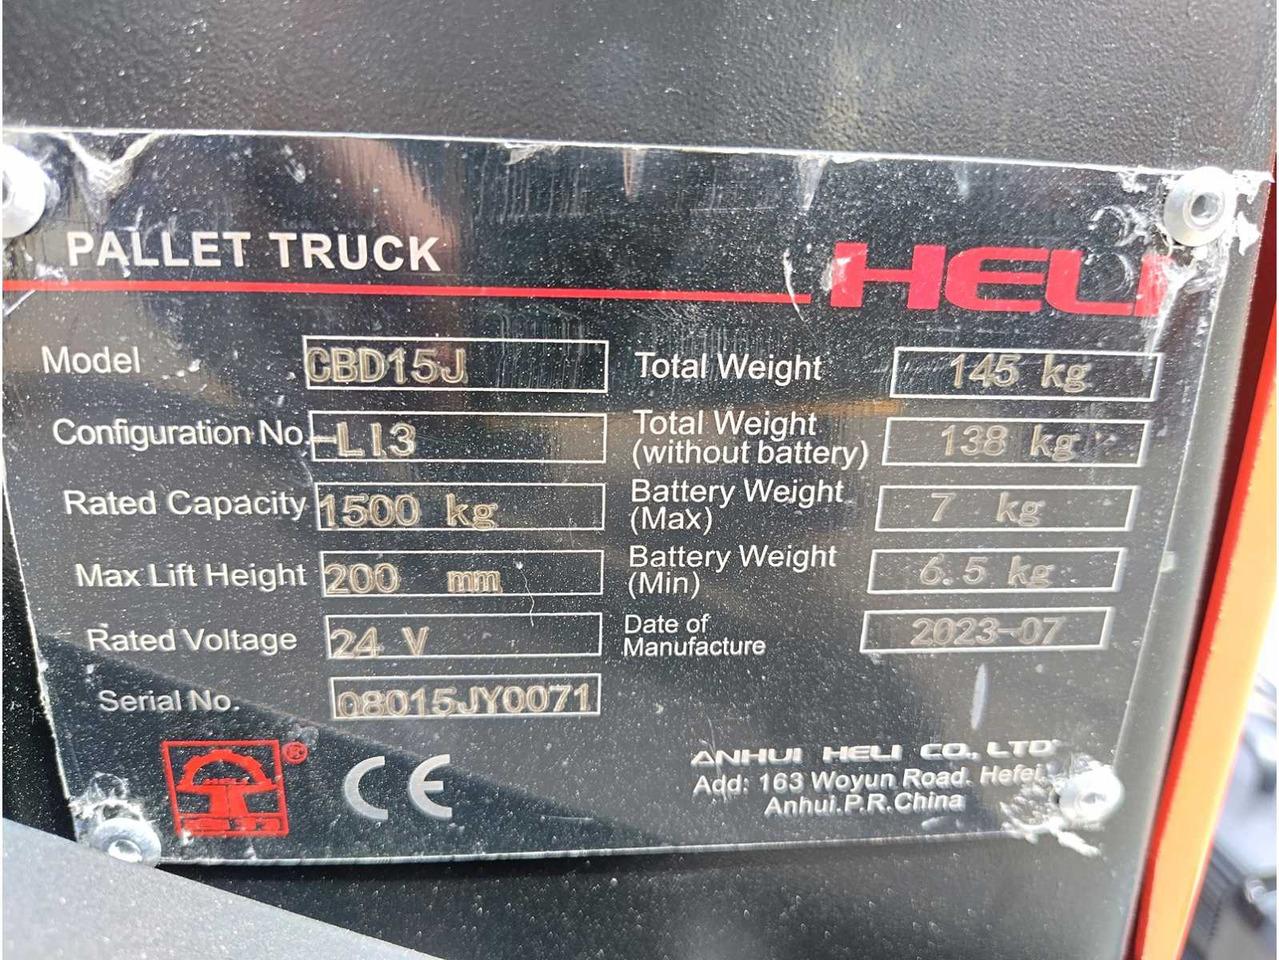 PALLET TRUCK
HELI
Model CBD15J
Total Weight 145 kg
Configuration No. -LI3
Total Weight
(without battery) 138 kg
Rated Capacity 1500 kg
Battery Weight
(Max) 7 kg
Max Lift Height 200 mm
Battery Weight
(Min) 6.5 kg
Rated Voltage 24 V
Date of
Manufacture 2023-07
Serial No. 08015JY0071
®
CE
ANHUI HELI CO., LTD
Add: 163 Woyun Road. Hefei.
Anhui.P.R.China